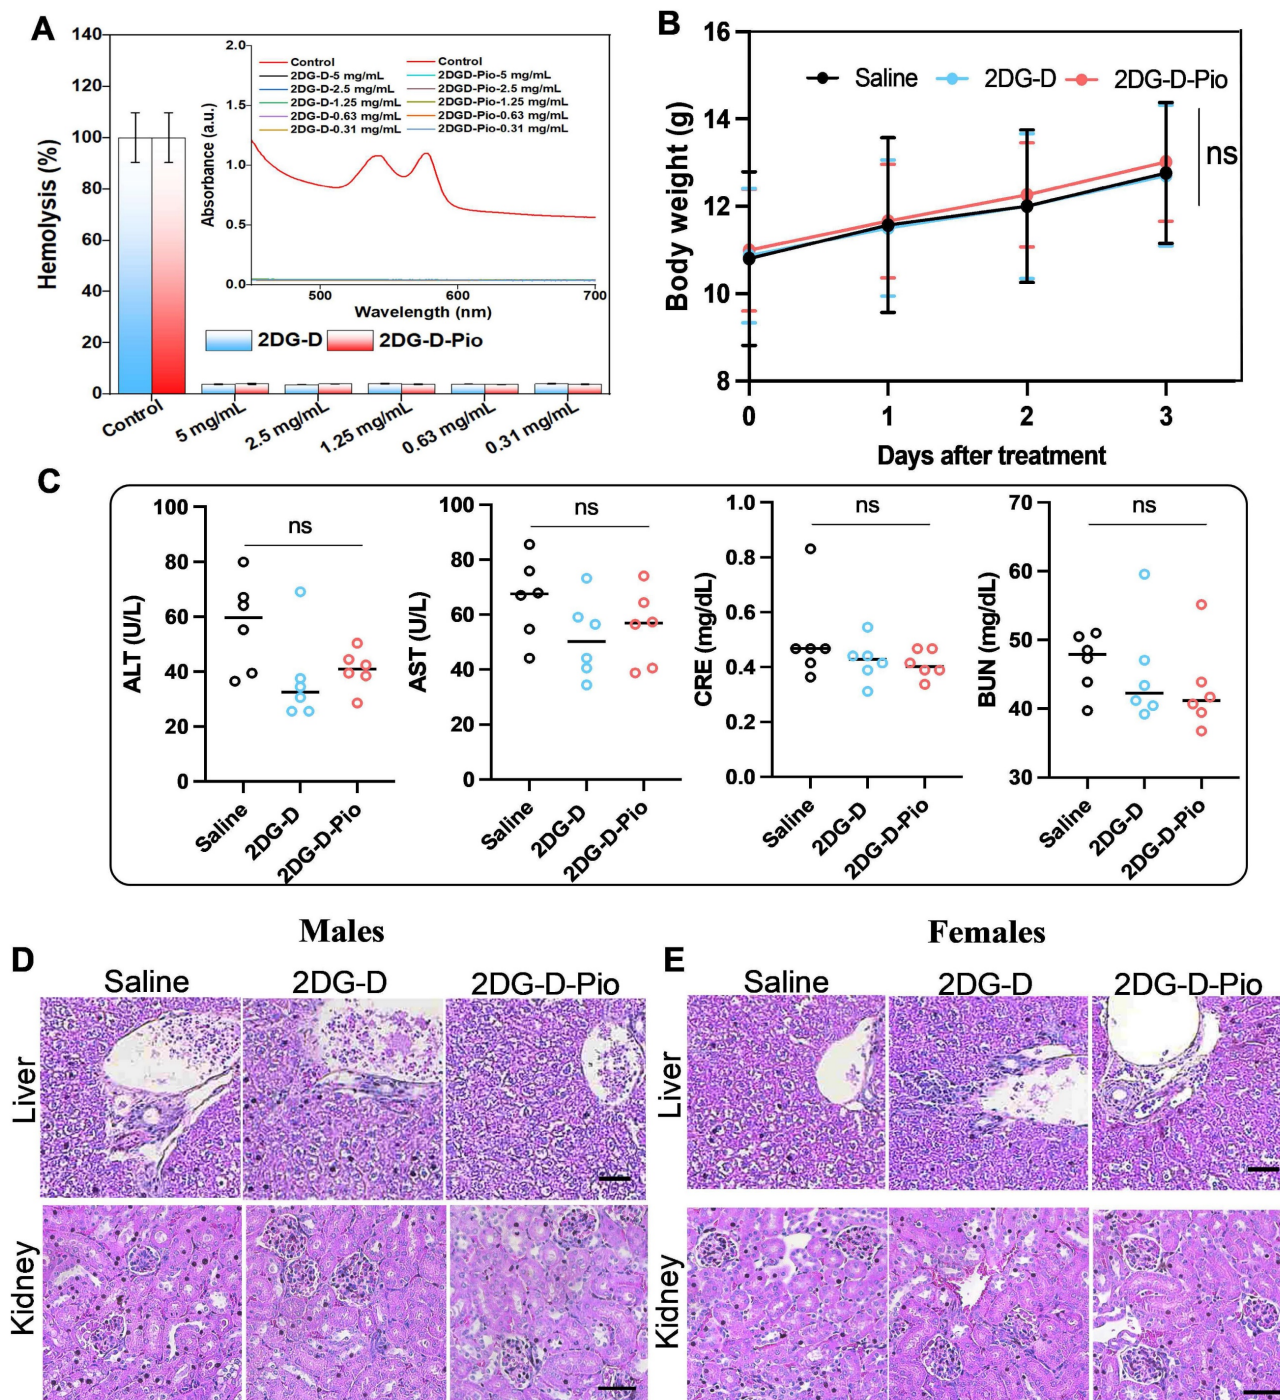 A
140
120
100
80
60
40
20
0
Hemolysis (%)
2.0
1.5
1.0
0.5
0.0
Absorbance (a.u.)
Control
2DG-D-5 mg/mL
2DG-D-2.5 mg/mL
2DG-D-1.25 mg/mL
2DG-D-0.63 mg/mL
2DG-D-0.31 mg/mL
Control
2DGD-Pio-5 mg/mL
2DGD-Pio-2.5 mg/mL
2DGD-Pio-1.25 mg/mL
2DGD-Pio-0.63 mg/mL
2DGD-Pio-0.31 mg/mL
500 600 700
Wavelength (nm)
2DG-D 2DG-D-Pio
Control 5 mg/mL 2.5 mg/mL 1.25 mg/mL 0.63 mg/mL 0.31 mg/mL
B
16
14
12
10
8
Body weight (g)
Saline 2DG-D 2DG-D-Pio
ns
0 1 2 3
Days after treatment
C
100
80
60
40
20
0
ALT (U/L)
ns
Saline 2DG-D 2DG-D-Pio
100
80
60
40
20
0
AST (U/L)
ns
Saline 2DG-D 2DG-D-Pio
1.0
0.8
0.6
0.4
0.2
0.0
CRE (mg/dL)
ns
Saline 2DG-D 2DG-D-Pio
70
60
50
40
30
BUN (mg/dL)
ns
Saline 2DG-D 2DG-D-Pio
Males
D
Saline 2DG-D 2DG-D-Pio
Liver
Kidney
Females
E
Saline 2DG-D 2DG-D-Pio
Liver
Kidney